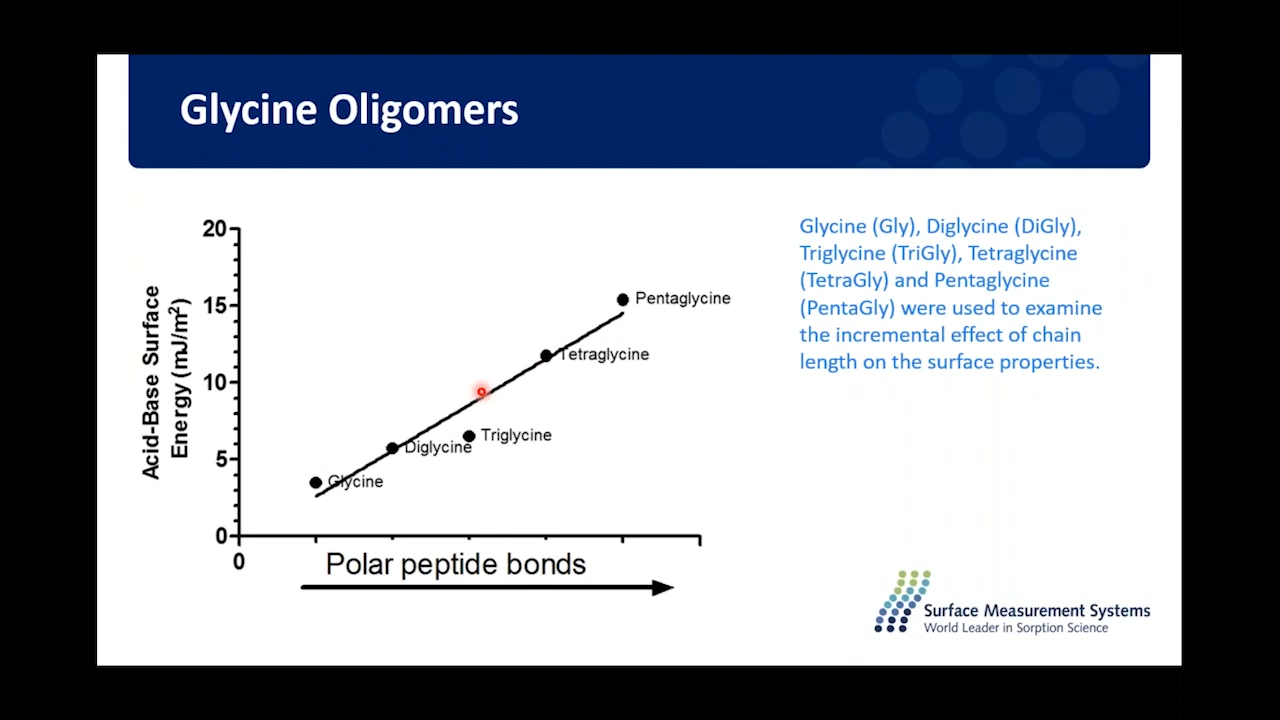 Glycine Oligomers
20
15
10
5
0
0
Acid-Base Surface
Energy (mJ/m²)
Pentaglycine
Tetraglycine
Triglycine
Diglycine
Glycine
Polar peptide bonds
Glycine (Gly), Diglycine (DiGly),
Triglycine (TriGly), Tetraglycine
(TetraGly) and Pentaglycine
(PentaGly) were used to examine
the incremental effect of chain
length on the surface properties.
Surface Measurement Systems
World Leader in Sorption Science